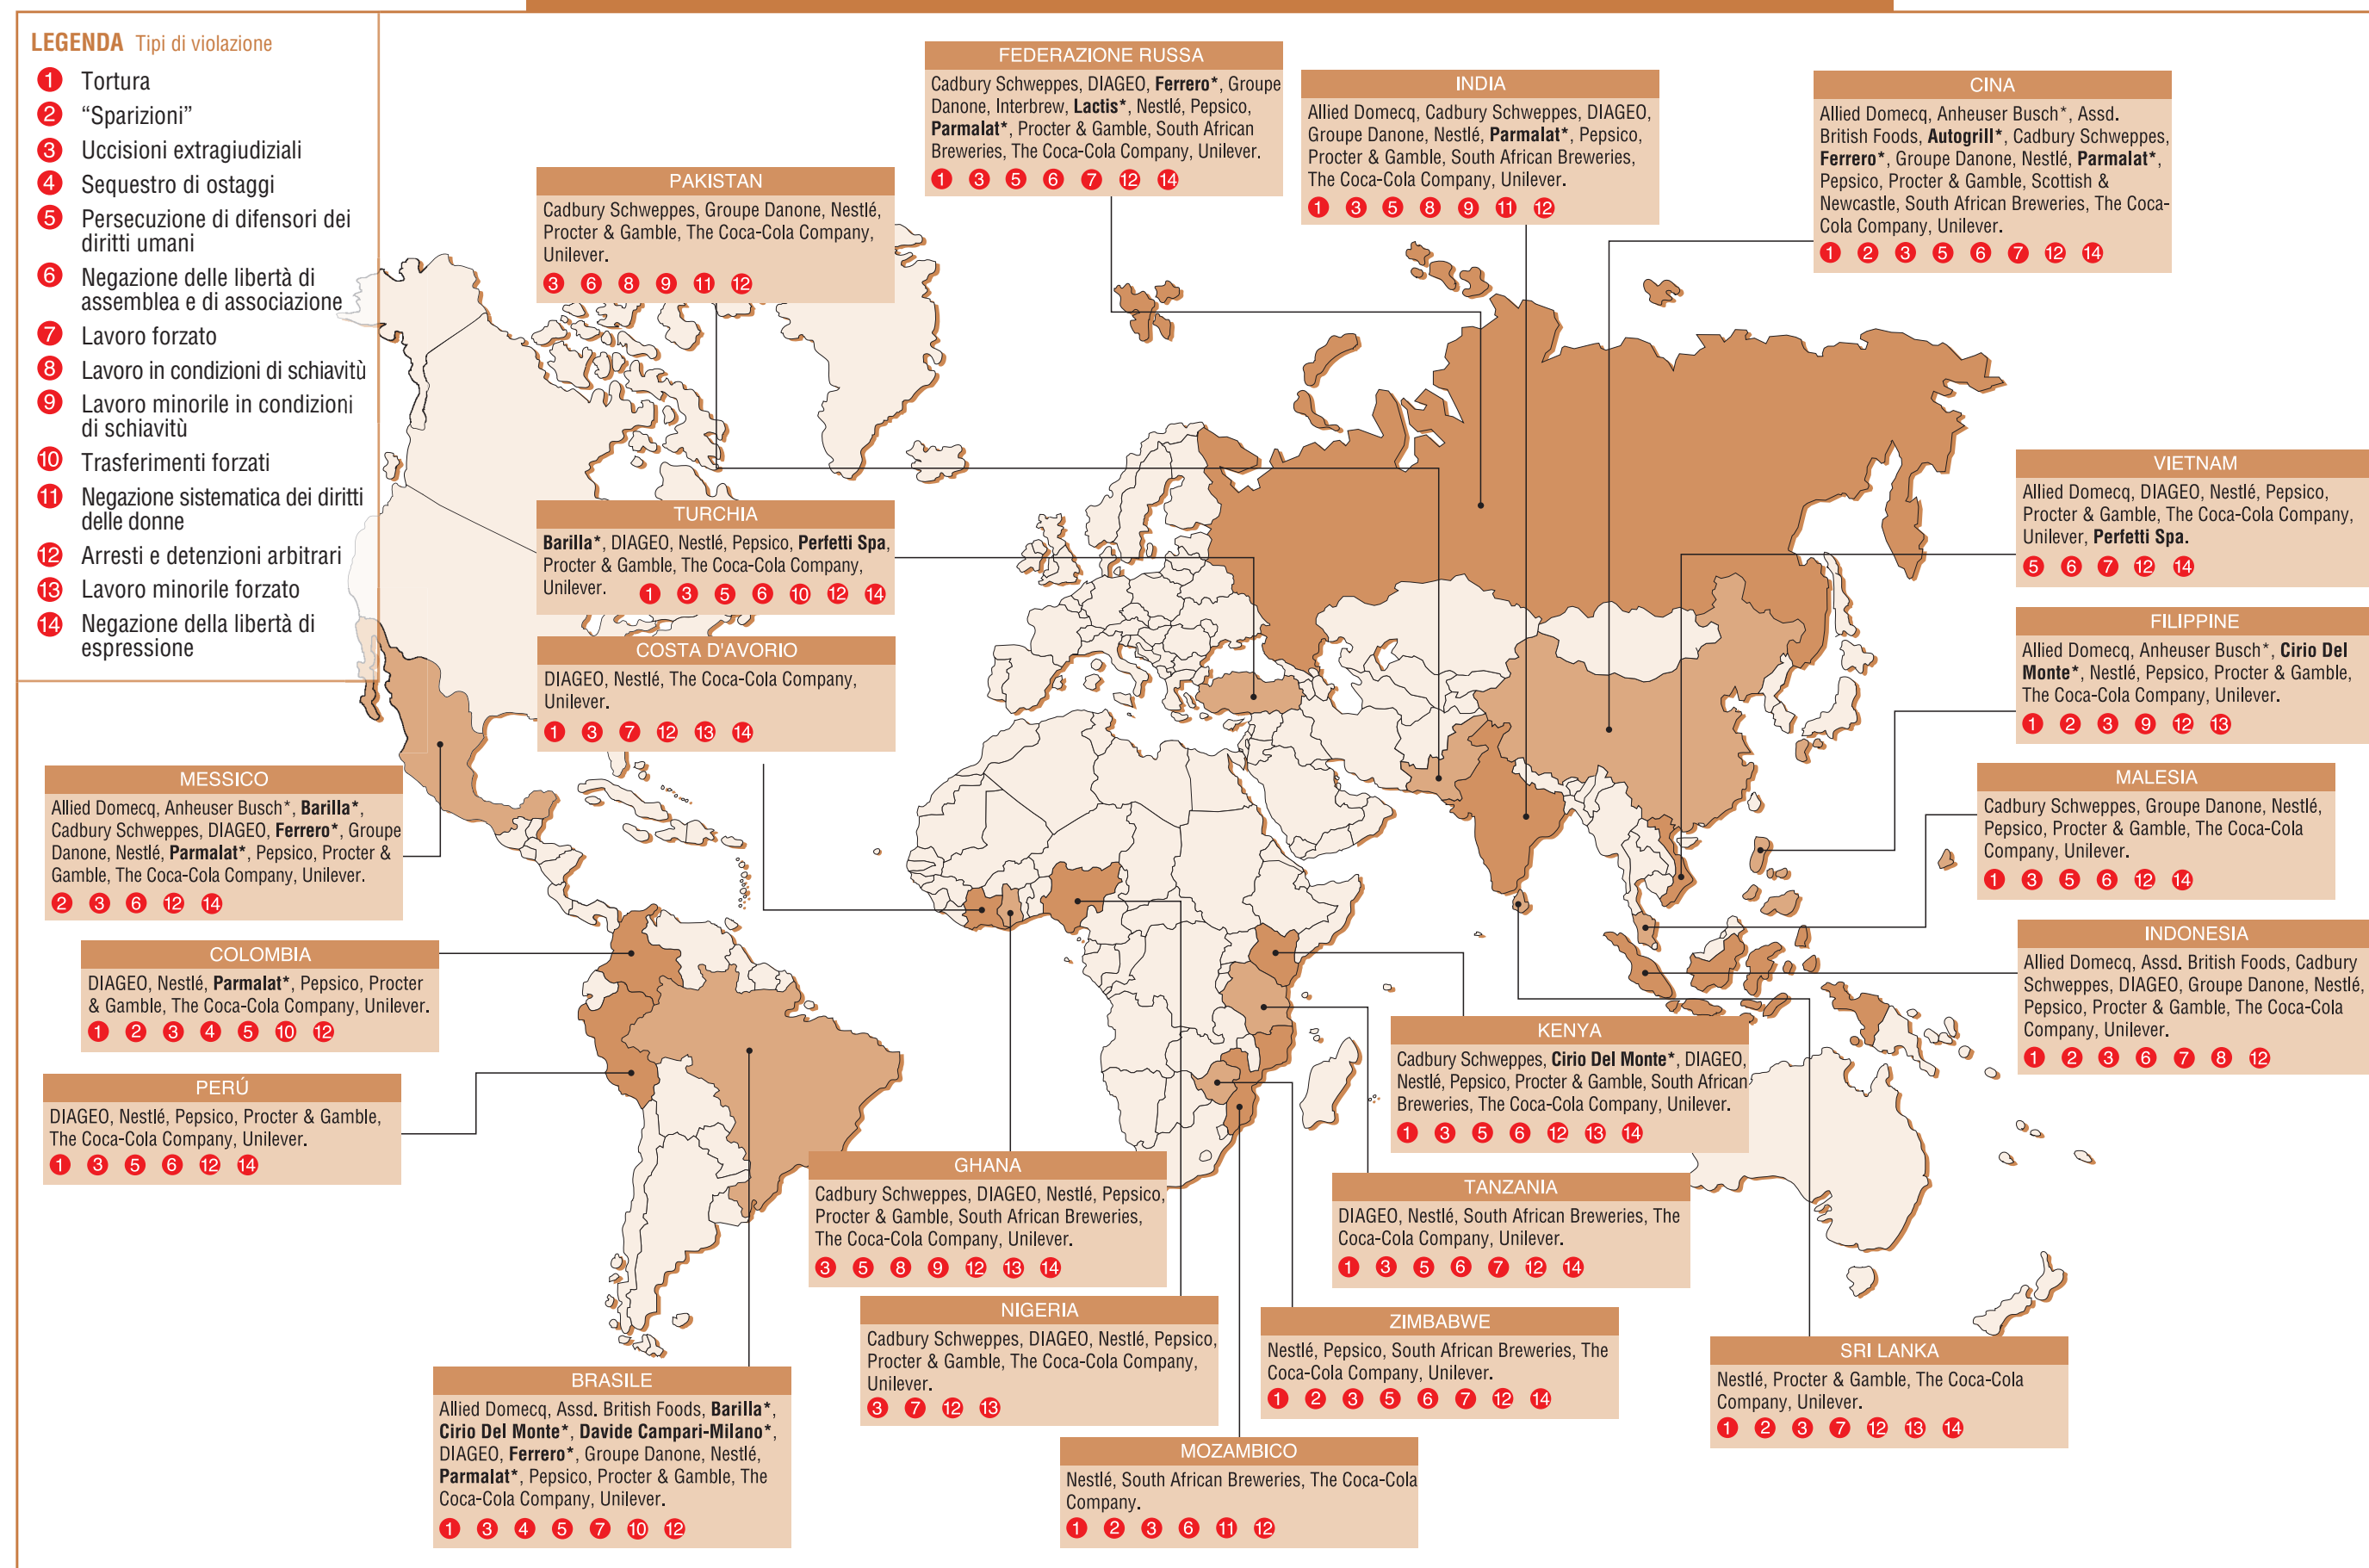 LEGENDA Tipi di violazione
1 Tortura
2 “Sparizioni”
3 Uccisioni extragiudiziali
4 Sequestro di ostaggi
5 Persecuzione di difensori dei
diritti umani
6 Negazione delle libertà di
assemblea e di associazione
7 Lavoro forzato
8 Lavoro in condizioni di schiavitù
9 Lavoro minorile in condizioni
di schiavitù
10 Trasferimenti forzati
11 Negazione sistematica dei diritti
delle donne
12 Arresti e detenzioni arbitrari
13 Lavoro minorile forzato
14 Negazione della libertà di
espressione
FEDERAZIONE RUSSA
Cadbury Schweppes, DIAGEO, Ferrero*, Groupe
Danone, Interbrew, Lactis*, Nestlé, Pepsico,
Parmalat*, Procter & Gamble, South African
Breweries, The Coca-Cola Company, Unilever.
1 3 5 6 7 12 14
INDIA
Allied Domecq, Cadbury Schweppes, DIAGEO,
Groupe Danone, Nestlé, Parmalat*, Pepsico,
Procter & Gamble, South African Breweries,
The Coca-Cola Company, Unilever.
1 3 5 8 9 11 12
CINA
Allied Domecq, Anheuser Busch*, Assd.
British Foods, Autogrill*, Cadbury Schweppes,
Ferrero*, Groupe Danone, Nestlé, Parmalat*,
Pepsico, Procter & Gamble, Scottish &
Newcastle, South African Breweries, The Coca-
Cola Company, Unilever.
1 2 3 5 6 7 12 14
PAKISTAN
Cadbury Schweppes, Groupe Danone, Nestlé,
Procter & Gamble, The Coca-Cola Company,
Unilever.
3 6 8 9 11 12
TURCHIA
Barilla*, DIAGEO, Nestlé, Pepsico, Perfetti Spa,
Procter & Gamble, The Coca-Cola Company,
Unilever. 1 3 5 6 10 12 14
COSTA D'AVORIO
DIAGEO, Nestlé, The Coca-Cola Company,
Unilever.
1 3 7 12 13 14
VIETNAM
Allied Domecq, DIAGEO, Nestlé, Pepsico,
Procter & Gamble, The Coca-Cola Company,
Unilever, Perfetti Spa.
5 6 7 12 14
FILIPPINE
Allied Domecq, Anheuser Busch*, Cirio Del
Monte*, Nestlé, Pepsico, Procter & Gamble,
The Coca-Cola Company, Unilever.
1 2 3 9 12 13
MALESIA
Cadbury Schweppes, Groupe Danone, Nestlé,
Pepsico, Procter & Gamble, The Coca-Cola
Company, Unilever.
1 3 5 6 12 14
INDONESIA
Allied Domecq, Assd. British Foods, Cadbury
Schweppes, DIAGEO, Groupe Danone, Nestlé,
Pepsico, Procter & Gamble, The Coca-Cola
Company, Unilever.
1 2 3 6 7 8 12
MESSICO
Allied Domecq, Anheuser Busch*, Barilla*,
Cadbury Schweppes, DIAGEO, Ferrero*, Groupe
Danone, Nestlé, Parmalat*, Pepsico, Procter &
Gamble, The Coca-Cola Company, Unilever.
2 3 6 12 14
COLOMBIA
DIAGEO, Nestlé, Parmalat*, Pepsico, Procter
& Gamble, The Coca-Cola Company, Unilever.
1 2 3 4 5 10 12
PERÚ
DIAGEO, Nestlé, Pepsico, Procter & Gamble,
The Coca-Cola Company, Unilever.
1 3 5 6 12 14
KENYA
Cadbury Schweppes, Cirio Del Monte*, DIAGEO,
Nestlé, Pepsico, Procter & Gamble, South African
Breweries, The Coca-Cola Company, Unilever.
1 3 5 6 12 13 14
GHANA
Cadbury Schweppes, DIAGEO, Nestlé, Pepsico,
Procter & Gamble, South African Breweries,
The Coca-Cola Company, Unilever.
3 5 8 9 12 13 14
TANZANIA
DIAGEO, Nestlé, South African Breweries, The
Coca-Cola Company, Unilever.
1 3 5 6 7 12 14
NIGERIA
Cadbury Schweppes, DIAGEO, Nestlé, Pepsico,
Procter & Gamble, The Coca-Cola Company,
Unilever.
3 7 12 13
ZIMBABWE
Nestlé, Pepsico, South African Breweries, The
Coca-Cola Company, Unilever.
1 2 3 5 6 7 12 14
SRI LANKA
Nestlé, Procter & Gamble, The Coca-Cola
Company, Unilever.
1 2 3 7 12 13 14
BRASILE
Allied Domecq, Assd. British Foods, Barilla*,
Cirio Del Monte*, Davide Campari-Milano*,
DIAGEO, Ferrero*, Groupe Danone, Nestlé,
Parmalat*, Pepsico, Procter & Gamble, The
Coca-Cola Company, Unilever.
1 3 4 5 7 10 12
MOZAMBICO
Nestlé, South African Breweries, The Coca-Cola
Company.
1 2 3 6 11 12